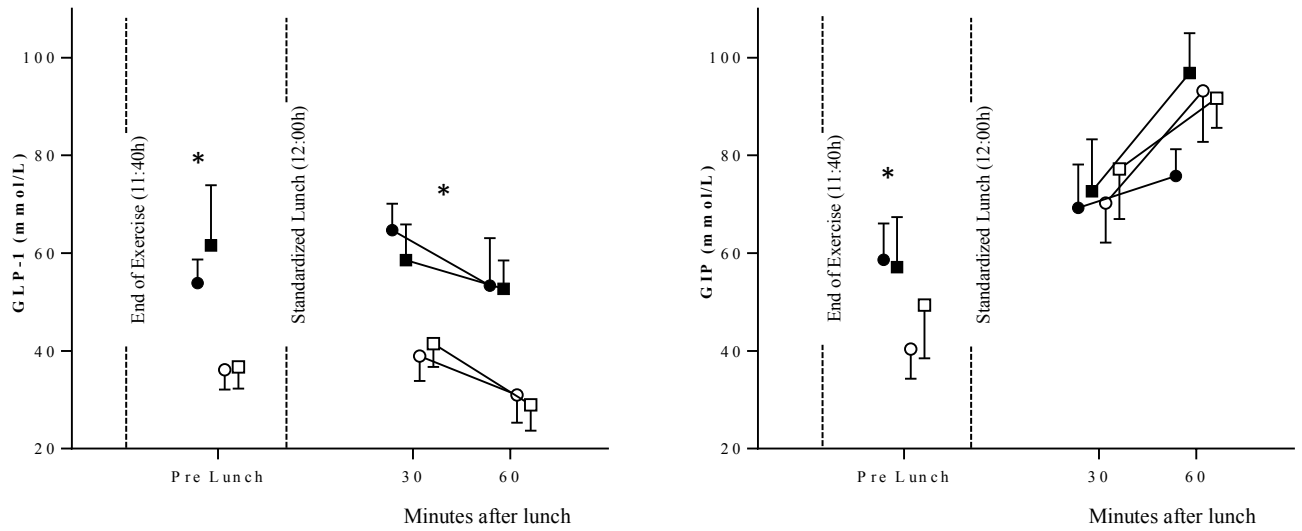 GLP-1 (mmol/L)
100
80
60
40
20
End of Exercise (11:40h)
Standardized Lunch (12:00h)
*
*
Pre Lunch
30
60
Minutes after lunch
GIP (mmol/L)
100
80
60
40
20
End of Exercise (11:40h)
Standardized Lunch (12:00h)
*
Pre Lunch
30
60
Minutes after lunch